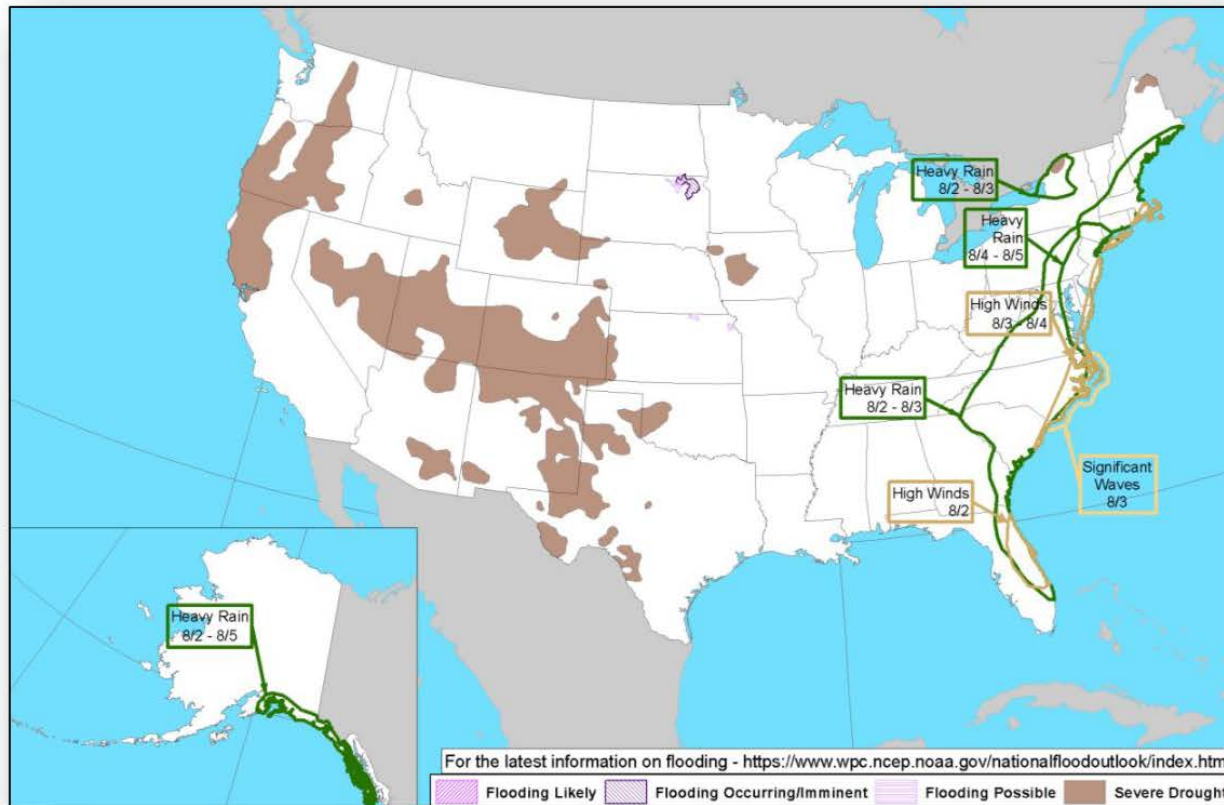 Heavy Rain
8/2 - 8/3
Heavy
Rain
8/4 - 8/5
High Winds
8/3 - 8/4
Heavy Rain
8/2 - 8/3
High Winds
8/2
Significant
Waves
8/3
Heavy Rain
8/2 - 8/5
For the latest information on flooding - https://www.wpc.ncep.noaa.gov/nationalfloodoutlook/index.htm
Flooding Likely
Flooding Occurring/Imminent
Flooding Possible
Severe Drought